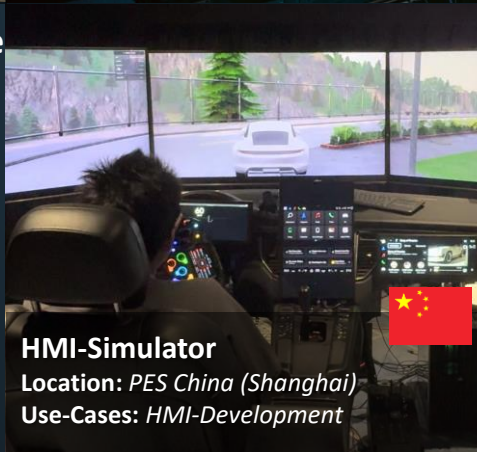 e
HMI-Simulator
Location: PES China (Shanghai)
Use-Cases: HMI-Development